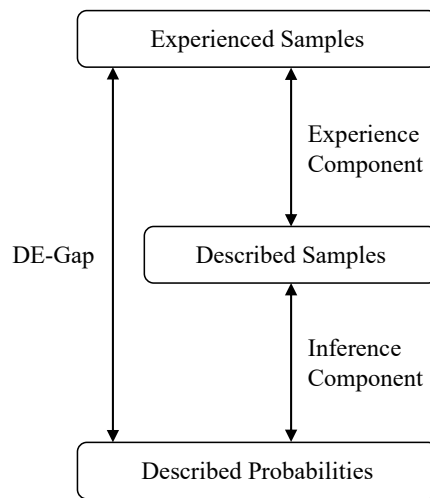 Experienced Samples
Experience
Component
DE-Gap
Described Samples
Inference
Component
Described Probabilities